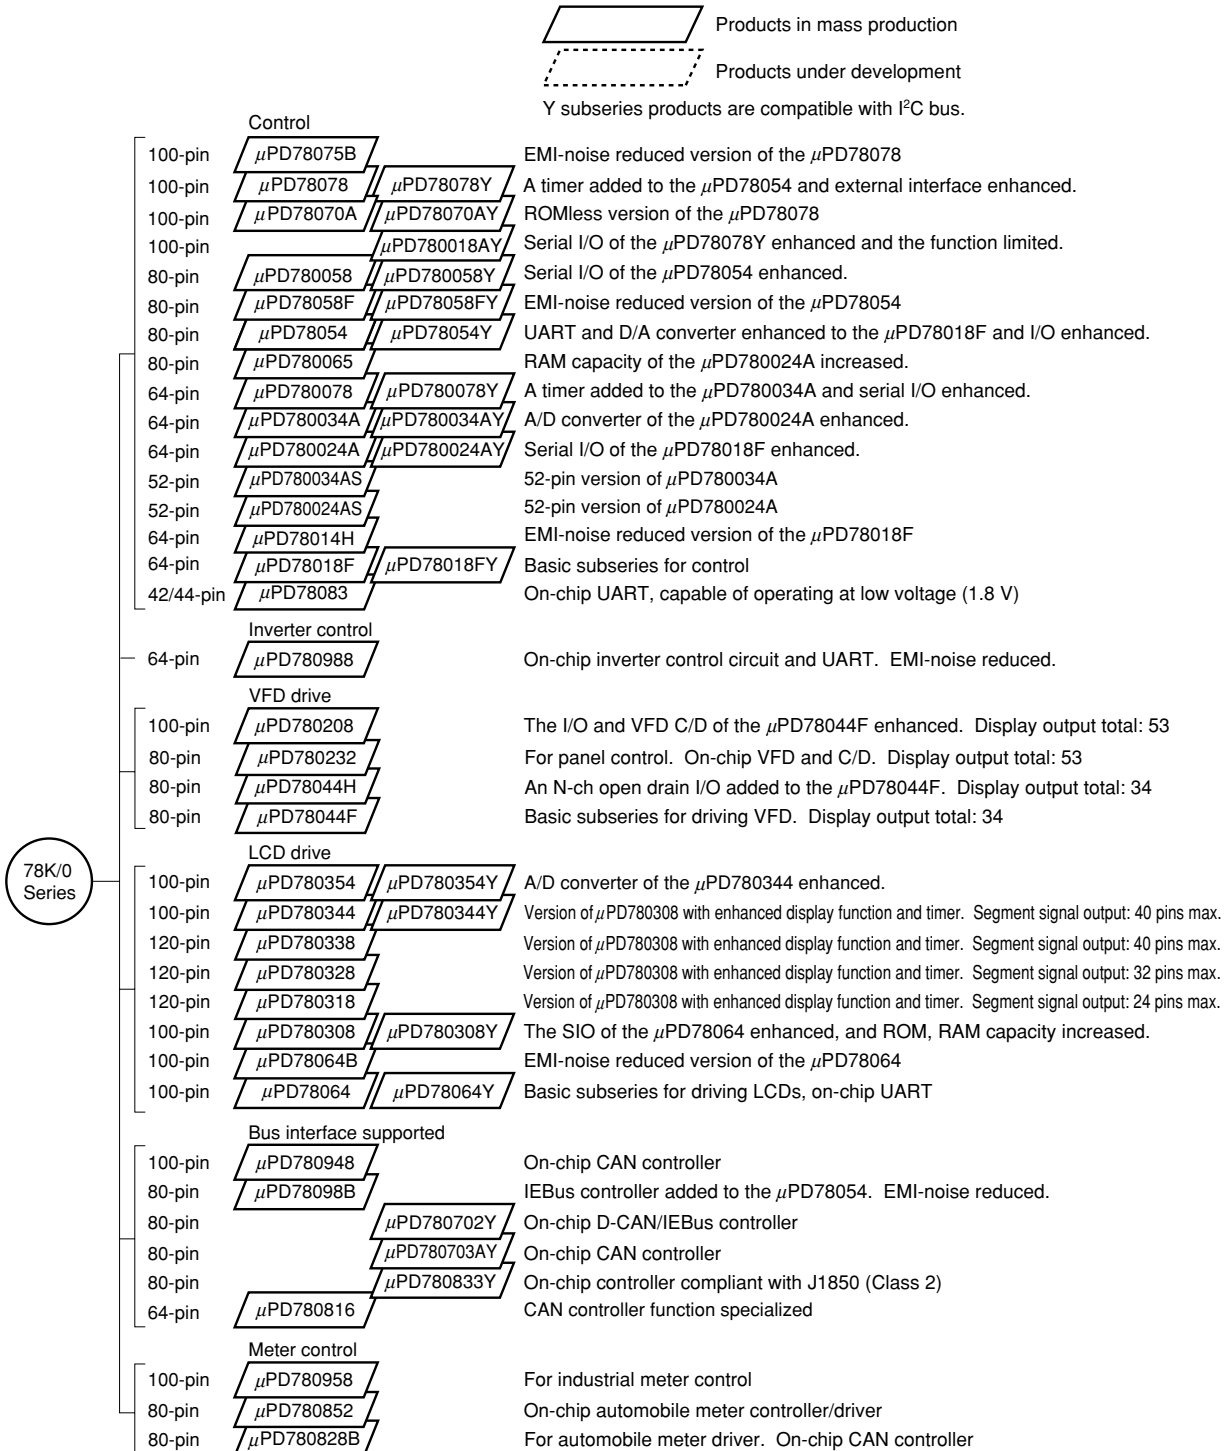 Products in mass production
Products under development
Y subseries products are compatible with I²C bus.
Control
100-pin μPD78075B EMI-noise reduced version of the μPD78078
100-pin μPD78078 μPD78078Y A timer added to the μPD78054 and external interface enhanced.
100-pin μPD78070A μPD78070AY ROMless version of the μPD78078
100-pin μPD780018AY Serial I/O of the μPD78078Y enhanced and the function limited.
80-pin μPD780058 μPD780058Y Serial I/O of the μPD78054 enhanced.
80-pin μPD78058F μPD78058FY EMI-noise reduced version of the μPD78054
80-pin μPD78054 μPD78054Y UART and D/A converter enhanced to the μPD78018F and I/O enhanced.
80-pin μPD780065 RAM capacity of the μPD780024A increased.
64-pin μPD780078 μPD780078Y A timer added to the μPD780034A and serial I/O enhanced.
64-pin μPD780034A μPD780034AY A/D converter of the μPD780024A enhanced.
64-pin μPD780024A μPD780024AY Serial I/O of the μPD78018F enhanced.
52-pin μPD780034AS 52-pin version of μPD780034A
52-pin μPD780024AS 52-pin version of μPD780024A
64-pin μPD78014H EMI-noise reduced version of the μPD78018F
64-pin μPD78018F μPD78018FY Basic subseries for control
42/44-pin μPD78083 On-chip UART, capable of operating at low voltage (1.8 V)
Inverter control
64-pin μPD780988 On-chip inverter control circuit and UART. EMI-noise reduced.
VFD drive
100-pin μPD780208 The I/O and VFD C/D of the μPD78044F enhanced. Display output total: 53
80-pin μPD780232 For panel control. On-chip VFD and C/D. Display output total: 53
80-pin μPD78044H An N-ch open drain I/O added to the μPD78044F. Display output total: 34
80-pin μPD78044F Basic subseries for driving VFD. Display output total: 34
78K/0 Series
LCD drive
100-pin μPD780354 μPD780354Y A/D converter of the μPD780344 enhanced.
100-pin μPD780344 μPD780344Y Version of μPD780308 with enhanced display function and timer. Segment signal output: 40 pins max.
120-pin μPD780338 Version of μPD780308 with enhanced display function and timer. Segment signal output: 40 pins max.
120-pin μPD780328 Version of μPD780308 with enhanced display function and timer. Segment signal output: 32 pins max.
120-pin μPD780318 Version of μPD780308 with enhanced display function and timer. Segment signal output: 24 pins max.
100-pin μPD780308 μPD780308Y The SIO of the μPD78064 enhanced, and ROM, RAM capacity increased.
100-pin μPD78064B EMI-noise reduced version of the μPD78064
100-pin μPD78064 μPD78064Y Basic subseries for driving LCDs, on-chip UART
Bus interface supported
100-pin μPD780948 On-chip CAN controller
80-pin μPD78098B IEBus controller added to the μPD78054. EMI-noise reduced.
80-pin μPD780702Y On-chip D-CAN/IEBus controller
80-pin μPD780703AY On-chip CAN controller
80-pin μPD780833Y On-chip controller compliant with J1850 (Class 2)
64-pin μPD780816 CAN controller function specialized
Meter control
100-pin μPD780958 For industrial meter control
80-pin μPD780852 On-chip automobile meter controller/driver
80-pin μPD780828B For automobile meter driver. On-chip CAN controller